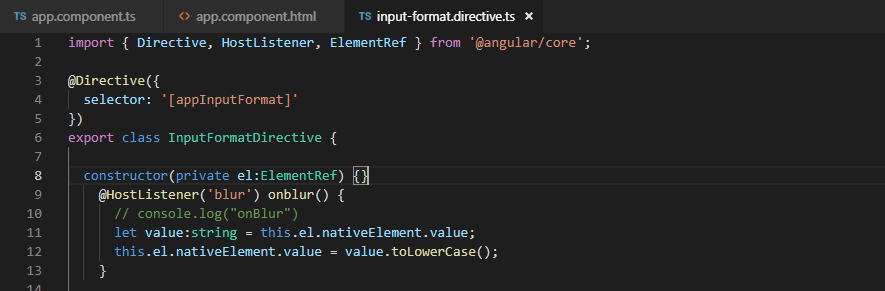 TS app.component.ts <> app.component.html TS input-format.directive.ts ×
1 import { Directive, HostListener, ElementRef } from '@angular/core';
2
3 @Directive({
4   selector: '[appInputFormat]'
5 })
6 export class InputFormatDirective {
7
8   constructor(private el:ElementRef) {}
9     @HostListener('blur') onblur() {
10       // console.log("onBlur")
11       let value:string = this.el.nativeElement.value;
12       this.el.nativeElement.value = value.toLowerCase();
13     }
14